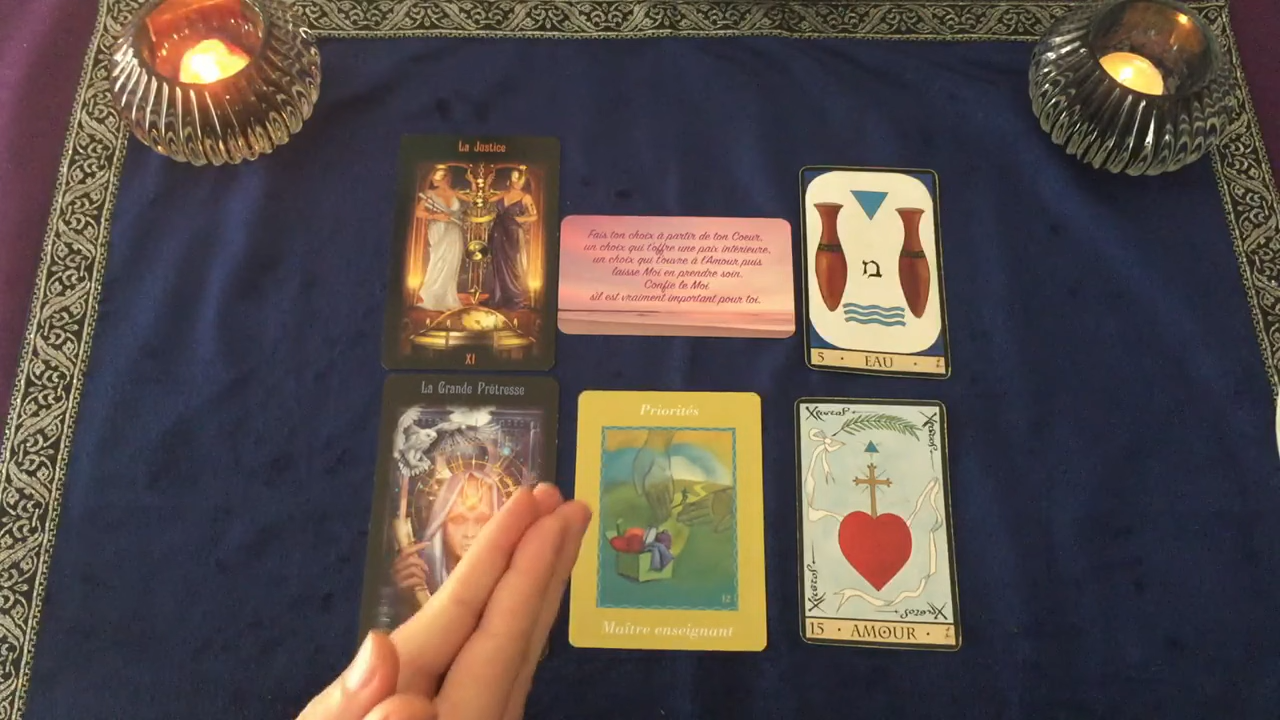 La Justice
XI
Fais ton choix à partir de ton Coeur,
un choix qui t'offre une paix intérieure,
un choix qui t'ouvre à l'Amour puis
laisse Moi en prendre soin.
Confie le Moi
s'il est vraiment important pour toi.
מ
5 · EAU ·
La Grande Prêtresse
Priorités
12
Maître enseignant
15 · AMOUR ·